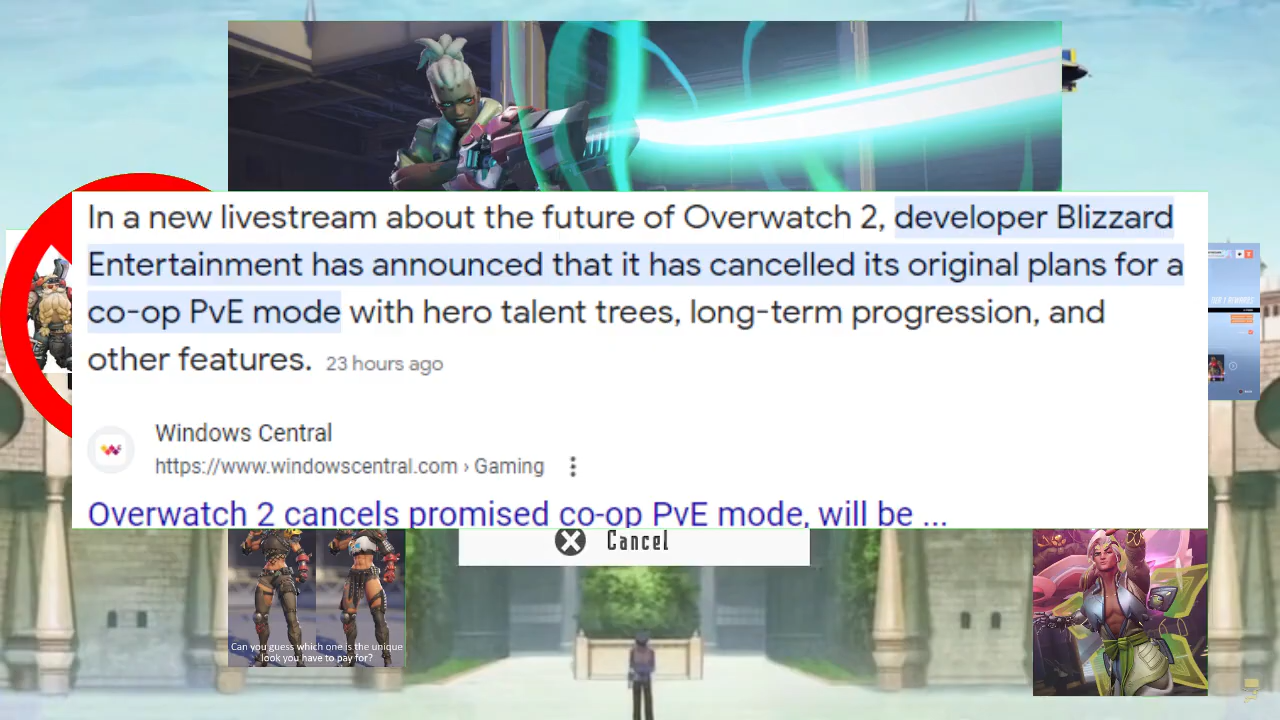 In a new livestream about the future of Overwatch 2, developer Blizzard
Entertainment has announced that it has cancelled its original plans for a
co-op PvE mode with hero talent trees, long-term progression, and
other features. 23 hours ago
TIER 1 REWARDS
Windows Central
https://www.windowscentral.com › Gaming
Overwatch 2 cancels promised co-op PvE mode, will be ...
Cancel
Can you guess which one is the unique
look you have to pay for?